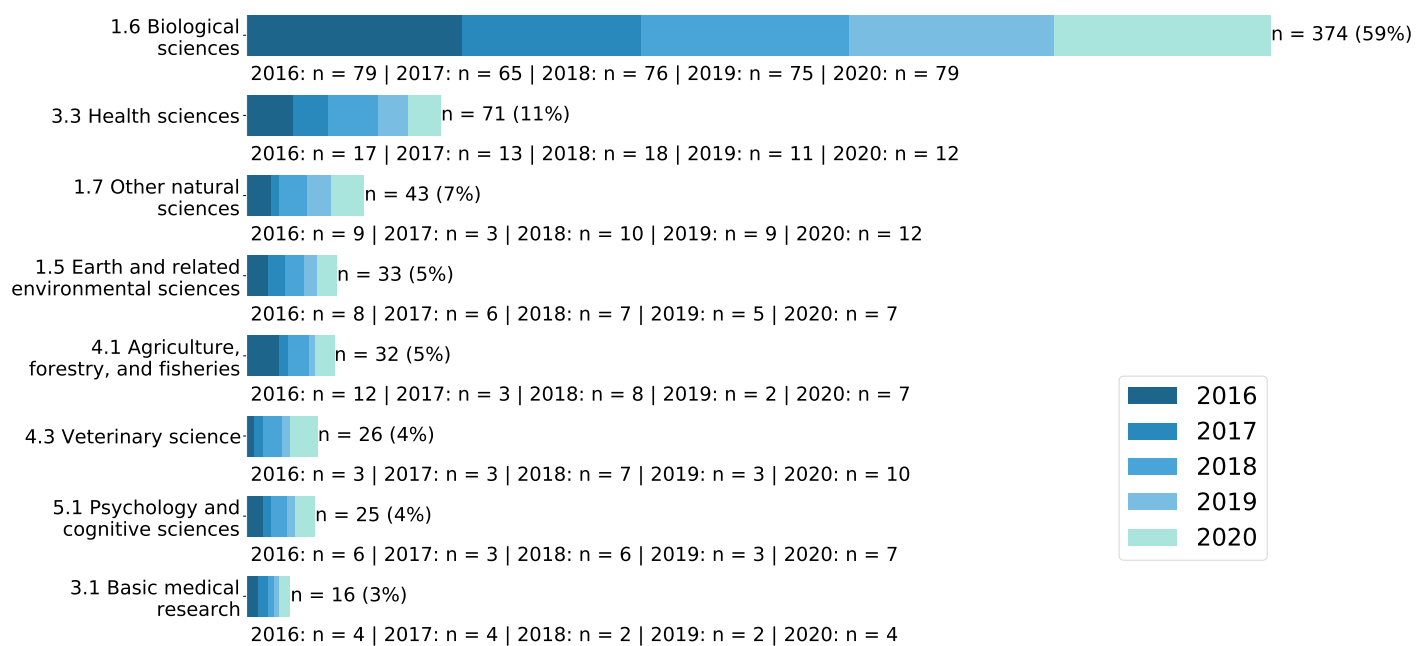 1.6 Biological
sciences
n = 374 (59%)
2016: n = 79 | 2017: n = 65 | 2018: n = 76 | 2019: n = 75 | 2020: n = 79
3.3 Health sciences
n = 71 (11%)
2016: n = 17 | 2017: n = 13 | 2018: n = 18 | 2019: n = 11 | 2020: n = 12
1.7 Other natural
sciences
n = 43 (7%)
2016: n = 9 | 2017: n = 3 | 2018: n = 10 | 2019: n = 9 | 2020: n = 12
1.5 Earth and related
environmental sciences
n = 33 (5%)
2016: n = 8 | 2017: n = 6 | 2018: n = 7 | 2019: n = 5 | 2020: n = 7
4.1 Agriculture,
forestry, and fisheries
n = 32 (5%)
2016: n = 12 | 2017: n = 3 | 2018: n = 8 | 2019: n = 2 | 2020: n = 7
4.3 Veterinary science
n = 26 (4%)
2016: n = 3 | 2017: n = 3 | 2018: n = 7 | 2019: n = 3 | 2020: n = 10
5.1 Psychology and
cognitive sciences
n = 25 (4%)
2016: n = 6 | 2017: n = 3 | 2018: n = 6 | 2019: n = 3 | 2020: n = 7
3.1 Basic medical
research
n = 16 (3%)
2016: n = 4 | 2017: n = 4 | 2018: n = 2 | 2019: n = 2 | 2020: n = 4
2016
2017
2018
2019
2020